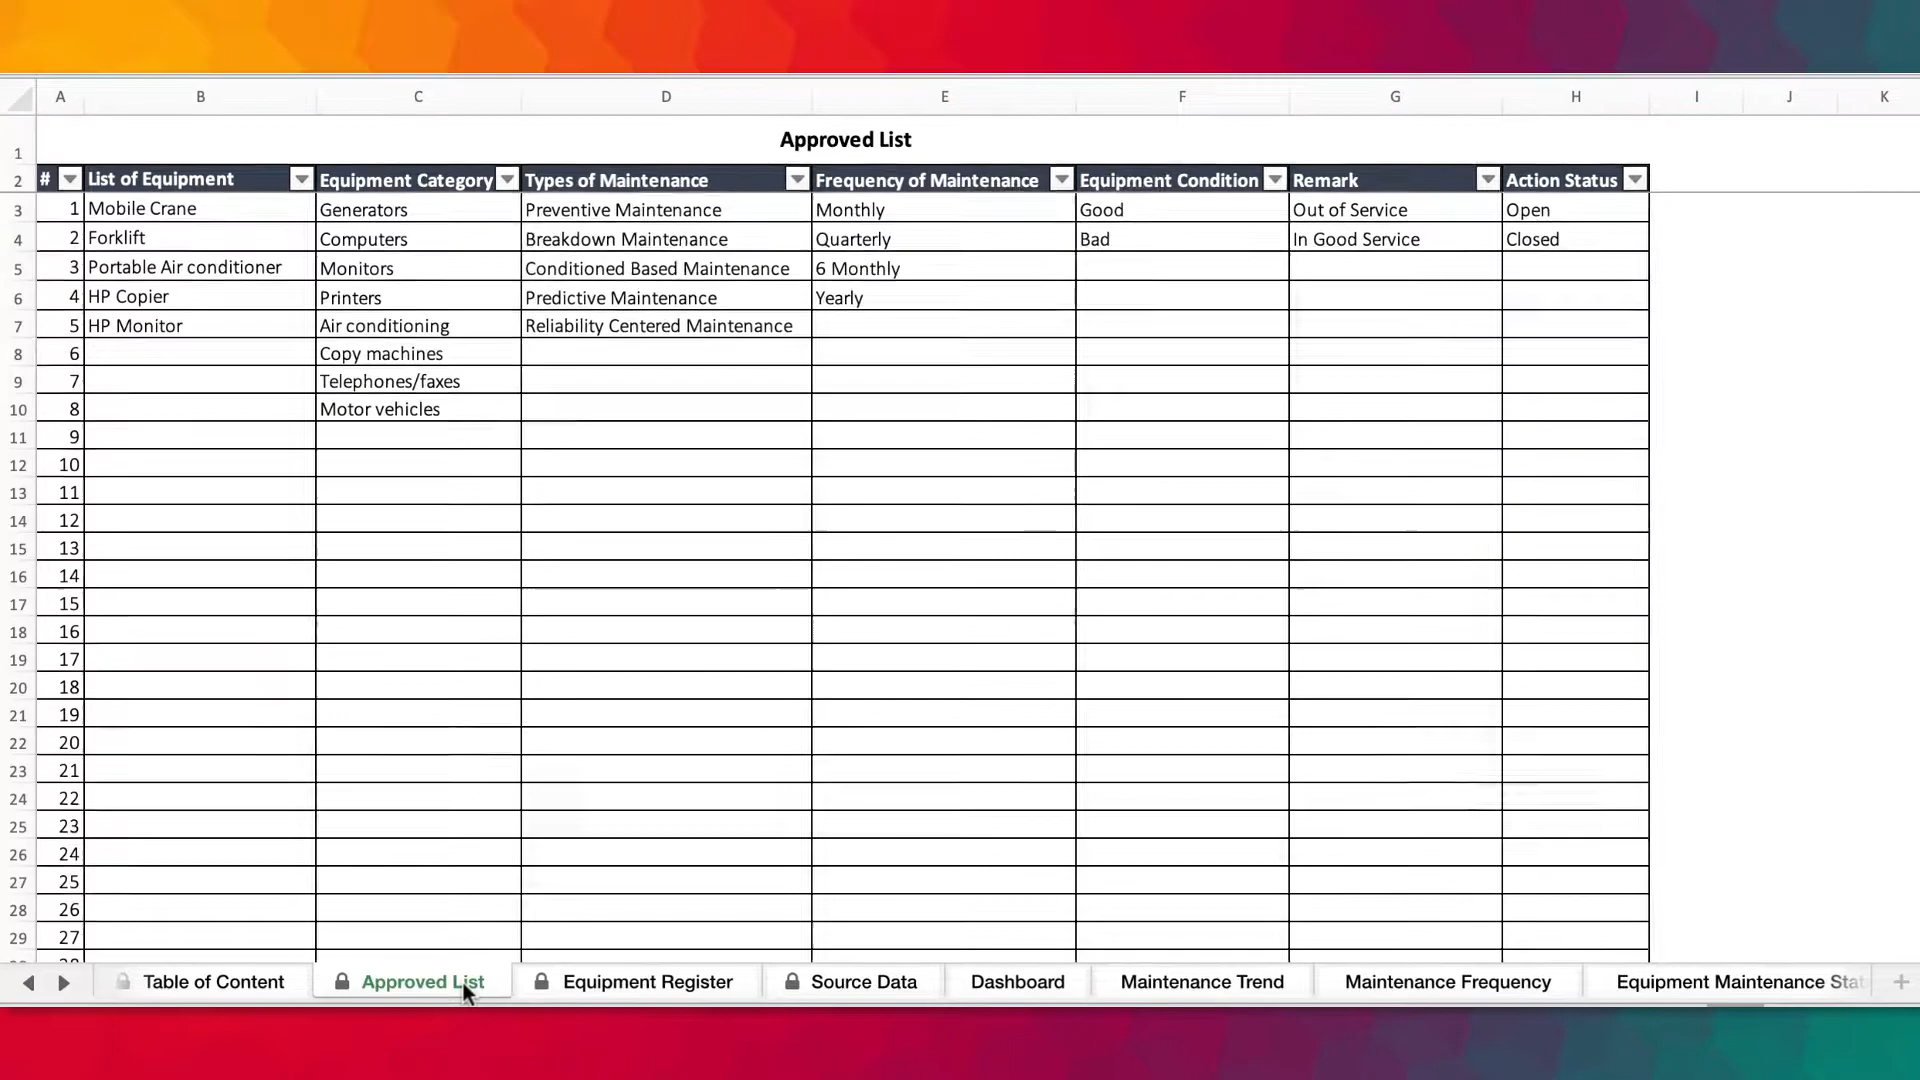 A B C D E F G H I J K
1 Approved List
2 # List of Equipment Equipment Category Types of Maintenance Frequency of Maintenance Equipment Condition Remark Action Status
3 1 Mobile Crane Generators Preventive Maintenance Monthly Good Out of Service Open
4 2 Forklift Computers Breakdown Maintenance Quarterly Bad In Good Service Closed
5 3 Portable Air conditioner Monitors Conditioned Based Maintenance 6 Monthly
6 4 HP Copier Printers Predictive Maintenance Yearly
7 5 HP Monitor Air conditioning Reliability Centered Maintenance
8 6 Copy machines
9 7 Telephones/faxes
10 8 Motor vehicles
11 9
12 10
13 11
14 12
15 13
16 14
17 15
18 16
19 17
20 18
21 19
22 20
23 21
24 22
25 23
26 24
27 25
28 26
29 27
Table of Content Approved List Equipment Register Source Data Dashboard Maintenance Trend Maintenance Frequency Equipment Maintenance Stat